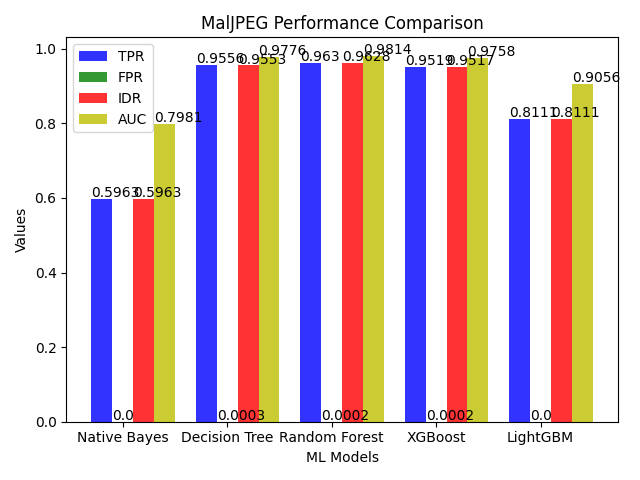 MalJPEG Performance Comparison
TPR
FPR
IDR
AUC
Values
1.0
0.8
0.6
0.4
0.2
0.0
0.5963
0.0
0.5963
0.7981
0.9556
0.0003
0.9553
0.9776
0.963
0.0002
0.9628
0.9814
0.9519
0.0002
0.9517
0.9758
0.8111
0.0
0.8111
0.9056
Native Bayes
Decision Tree
Random Forest
XGBoost
LightGBM
ML Models